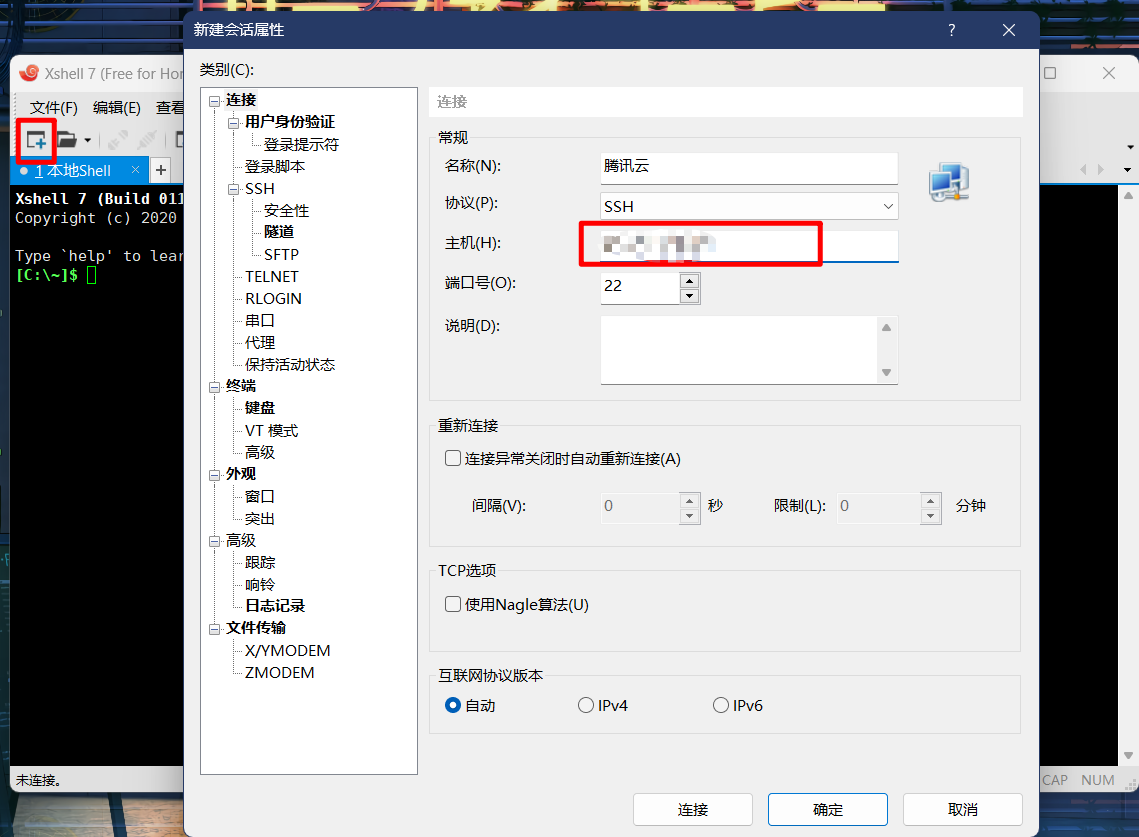 新建会话属性
?
类别(C):
连接
用户身份验证
登录提示符
登录脚本
SSH
安全性
隧道
SFTP
TELNET
RLOGIN
串口
代理
保持活动状态
终端
键盘
VT 模式
高级
外观
窗口
突出
高级
跟踪
响铃
日志记录
文件传输
X/YMODEM
ZMODEM
连接
常规
名称(N): 腾讯云
协议(P): SSH
主机(H):
端口号(O): 22
说明(D):
重新连接
连接异常关闭时自动重新连接(A)
间隔(V): 0 秒 限制(L): 0 分钟
TCP选项
使用Nagle算法(U)
互联网协议版本
自动 IPv4 IPv6
连接 确定 取消
Xshell 7 (Free for Hor
文件(F) 编辑(E) 查看
1 本地Shell
Xshell 7 (Build 011
Copyright (c) 2020
Type `help' to lear
[C:\~]$
未连接。
CAP NUM